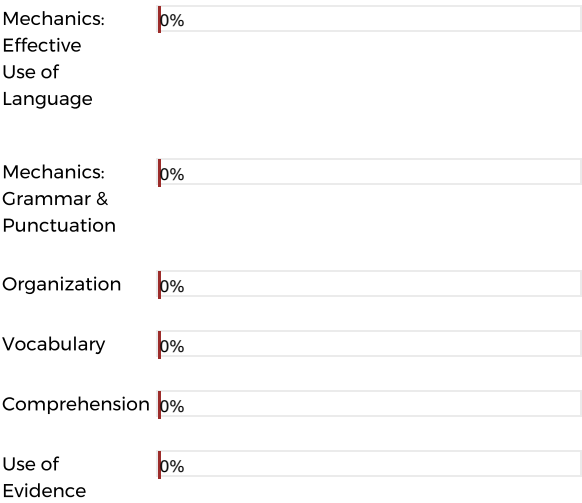 Mechanics: 0%
Effective
Use of
Language
Mechanics: 0%
Grammar &
Punctuation
Organization 0%
Vocabulary 0%
Comprehension 0%
Use of 0%
Evidence